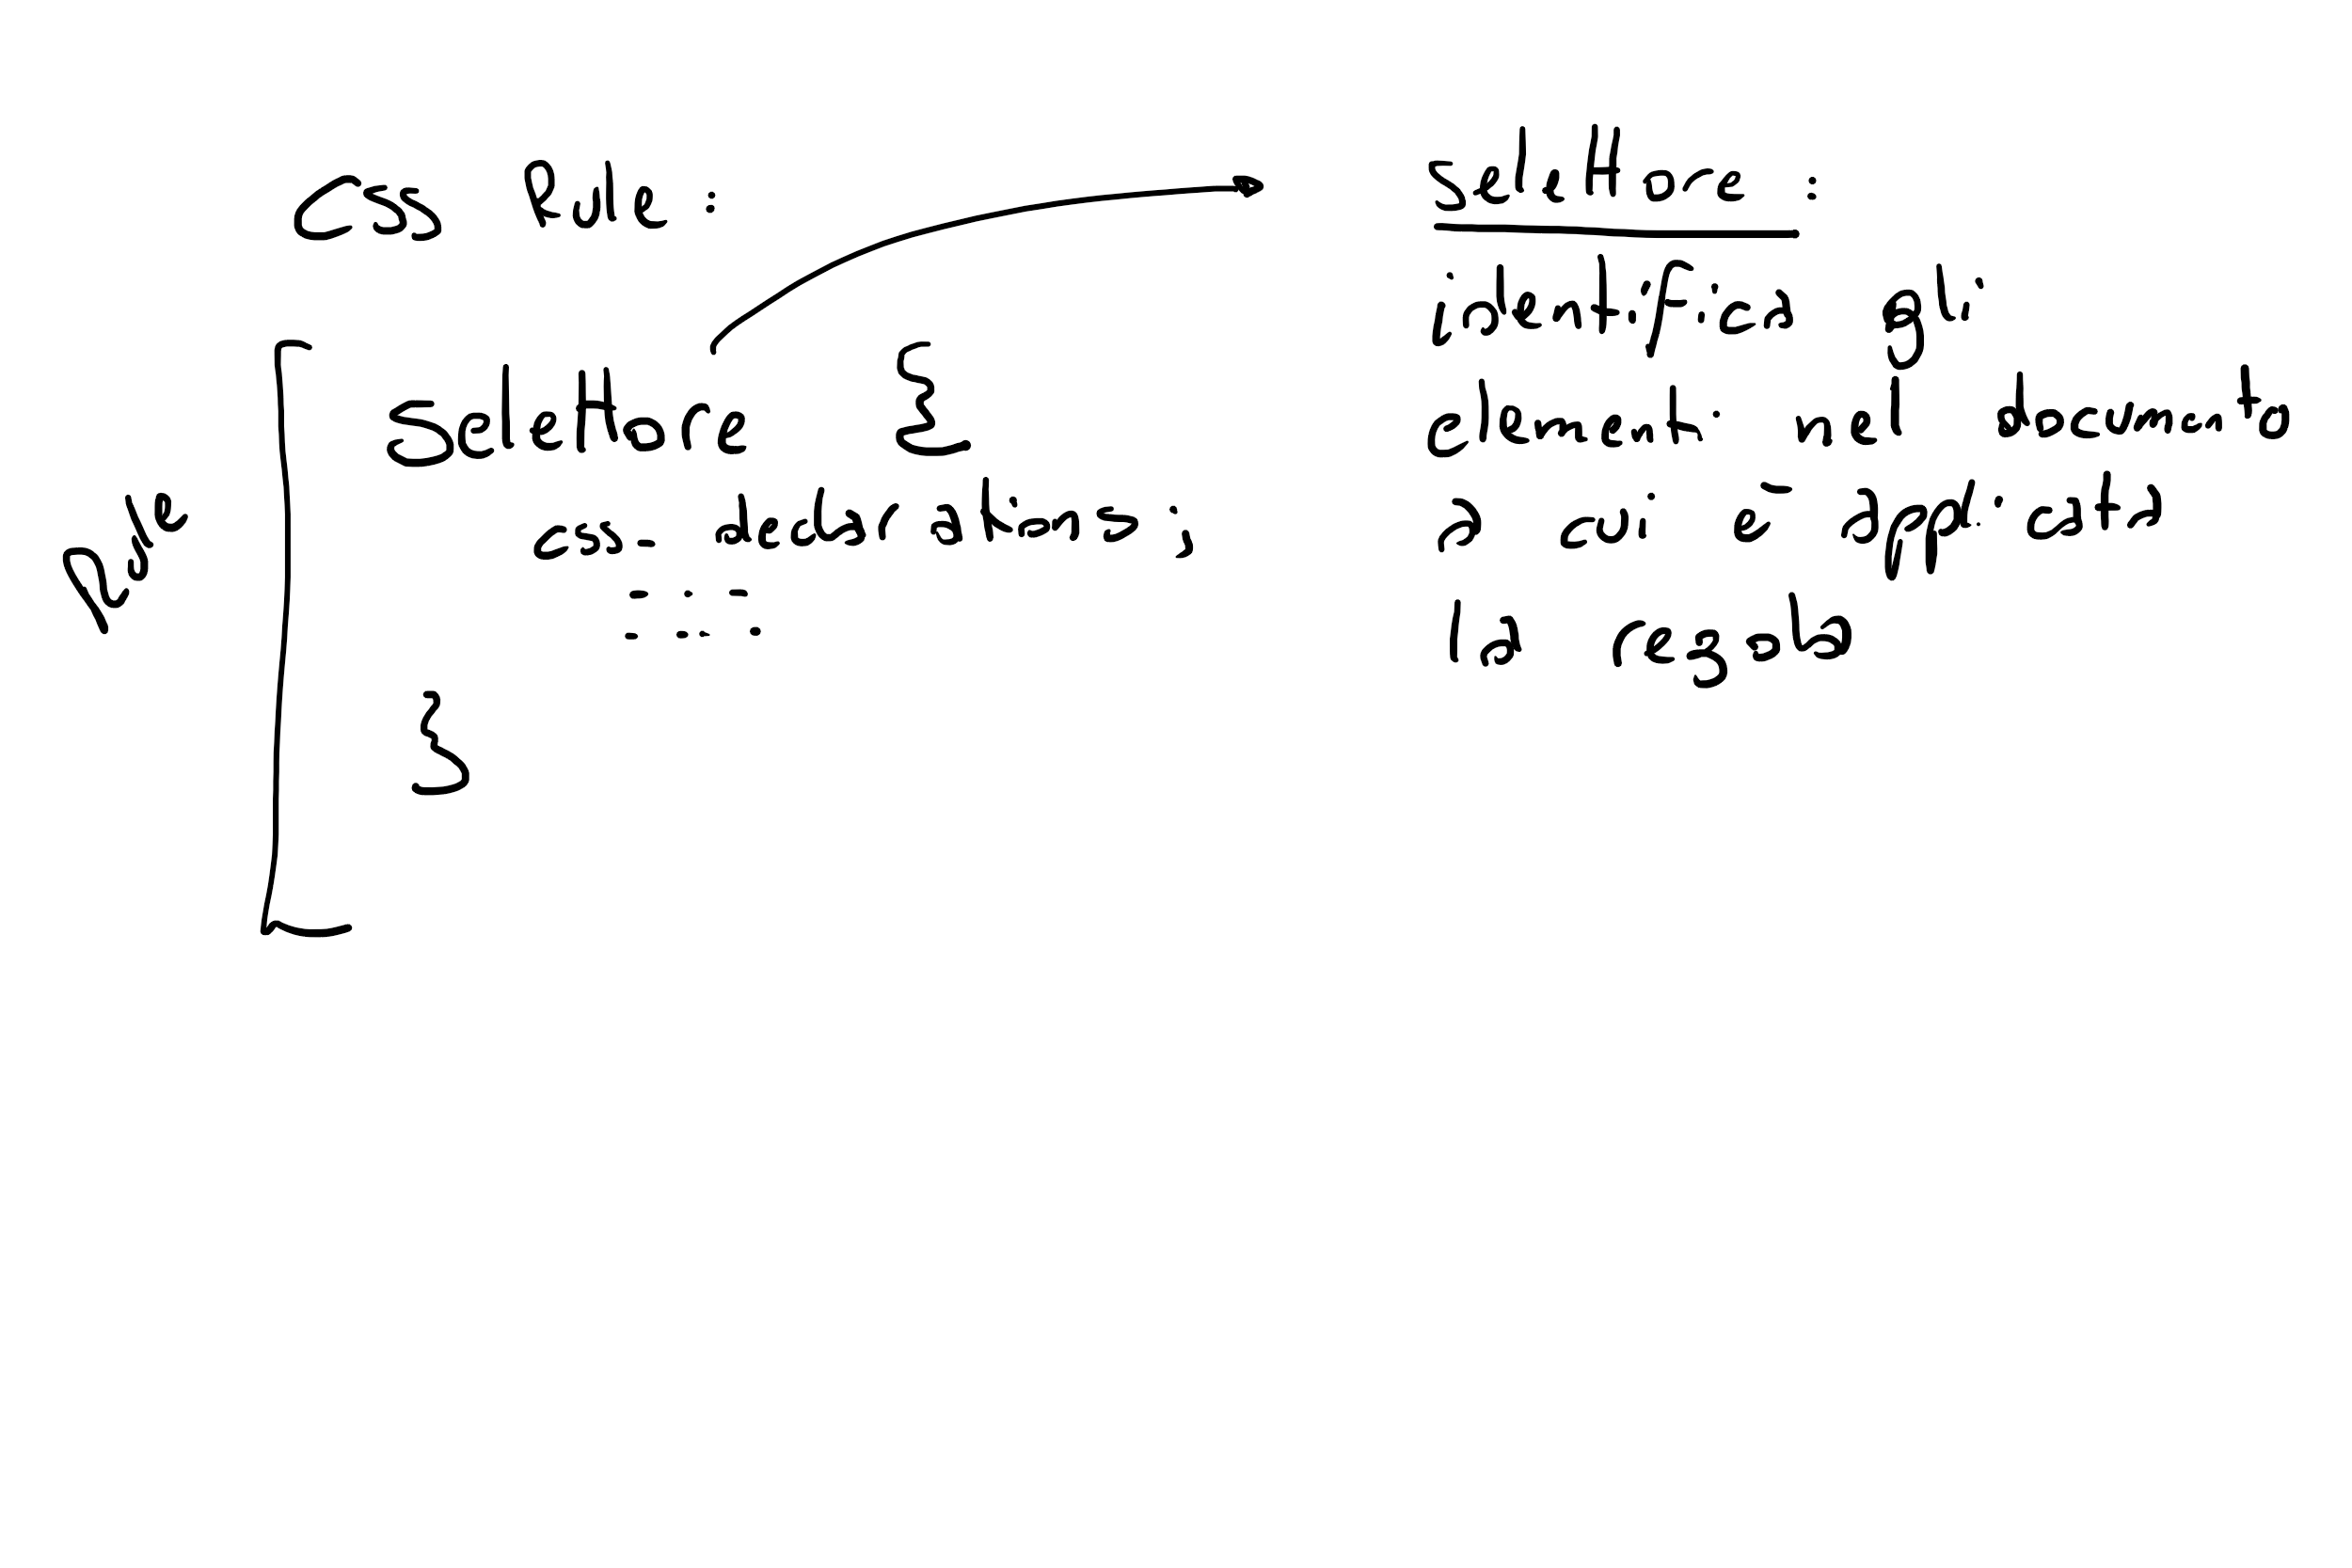 CSS Rule :
Rule
selettore {
css-declarations ;
....
....
}
selettore :
identifica gli
elementi nel documento
a cui è applicata
la regola